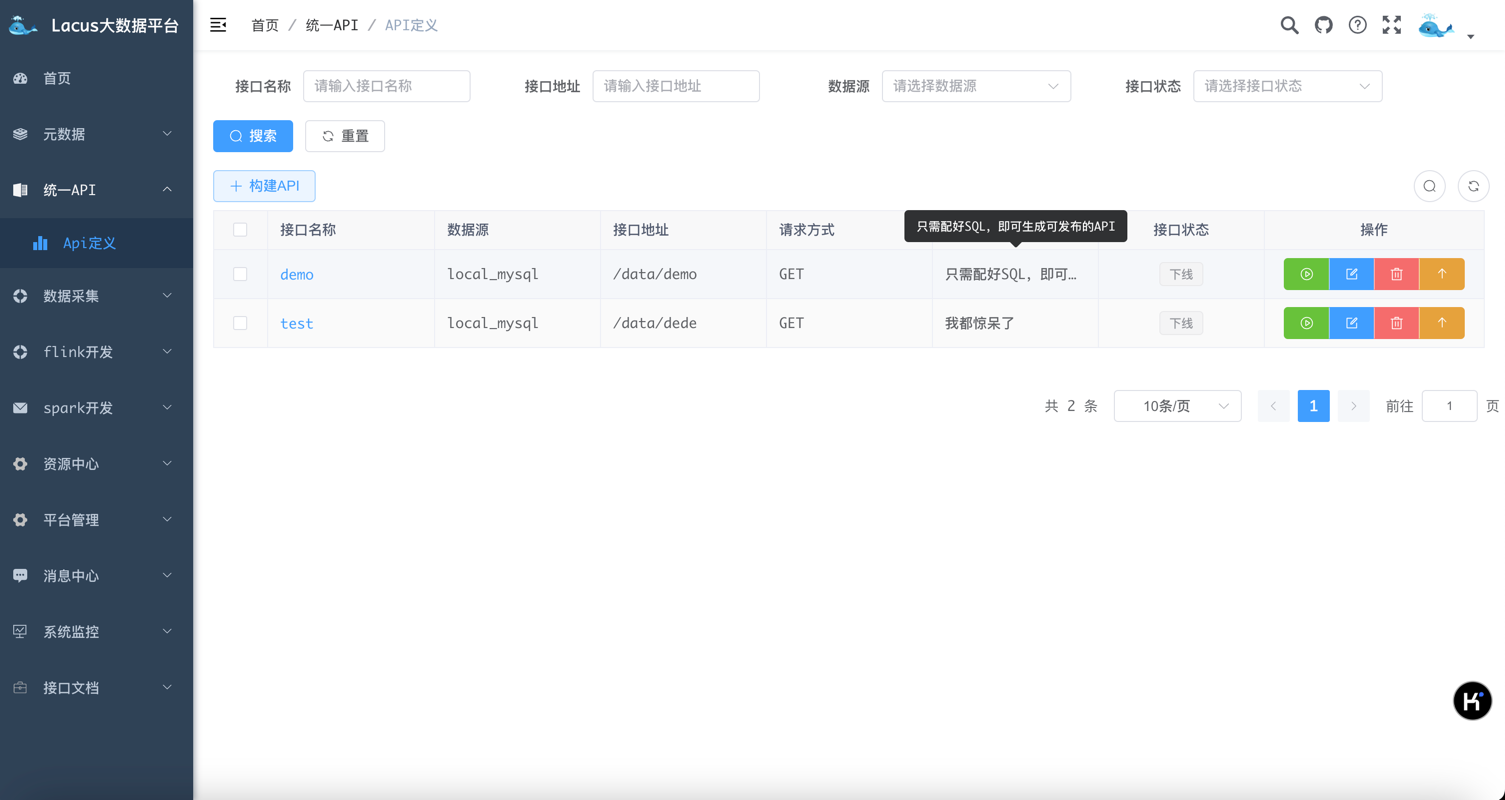 Lacus大数据平台
首页 / 统一API / API定义
首页
元数据
统一API
Api定义
数据采集
flink开发
spark开发
资源中心
平台管理
消息中心
系统监控
接口文档
接口名称 请输入接口名称 接口地址 请输入接口地址 数据源 请选择数据源 接口状态 请选择接口状态
搜索 重置
构建API
只需配好SQL，即可生成可发布的API
接口名称 数据源 接口地址 请求方式 接口状态 操作
demo local_mysql /data/demo GET 只需配好SQL，即可… 下线
test local_mysql /data/dede GET 我都惊呆了 下线
共 2 条 10条/页 1 前往 1 页